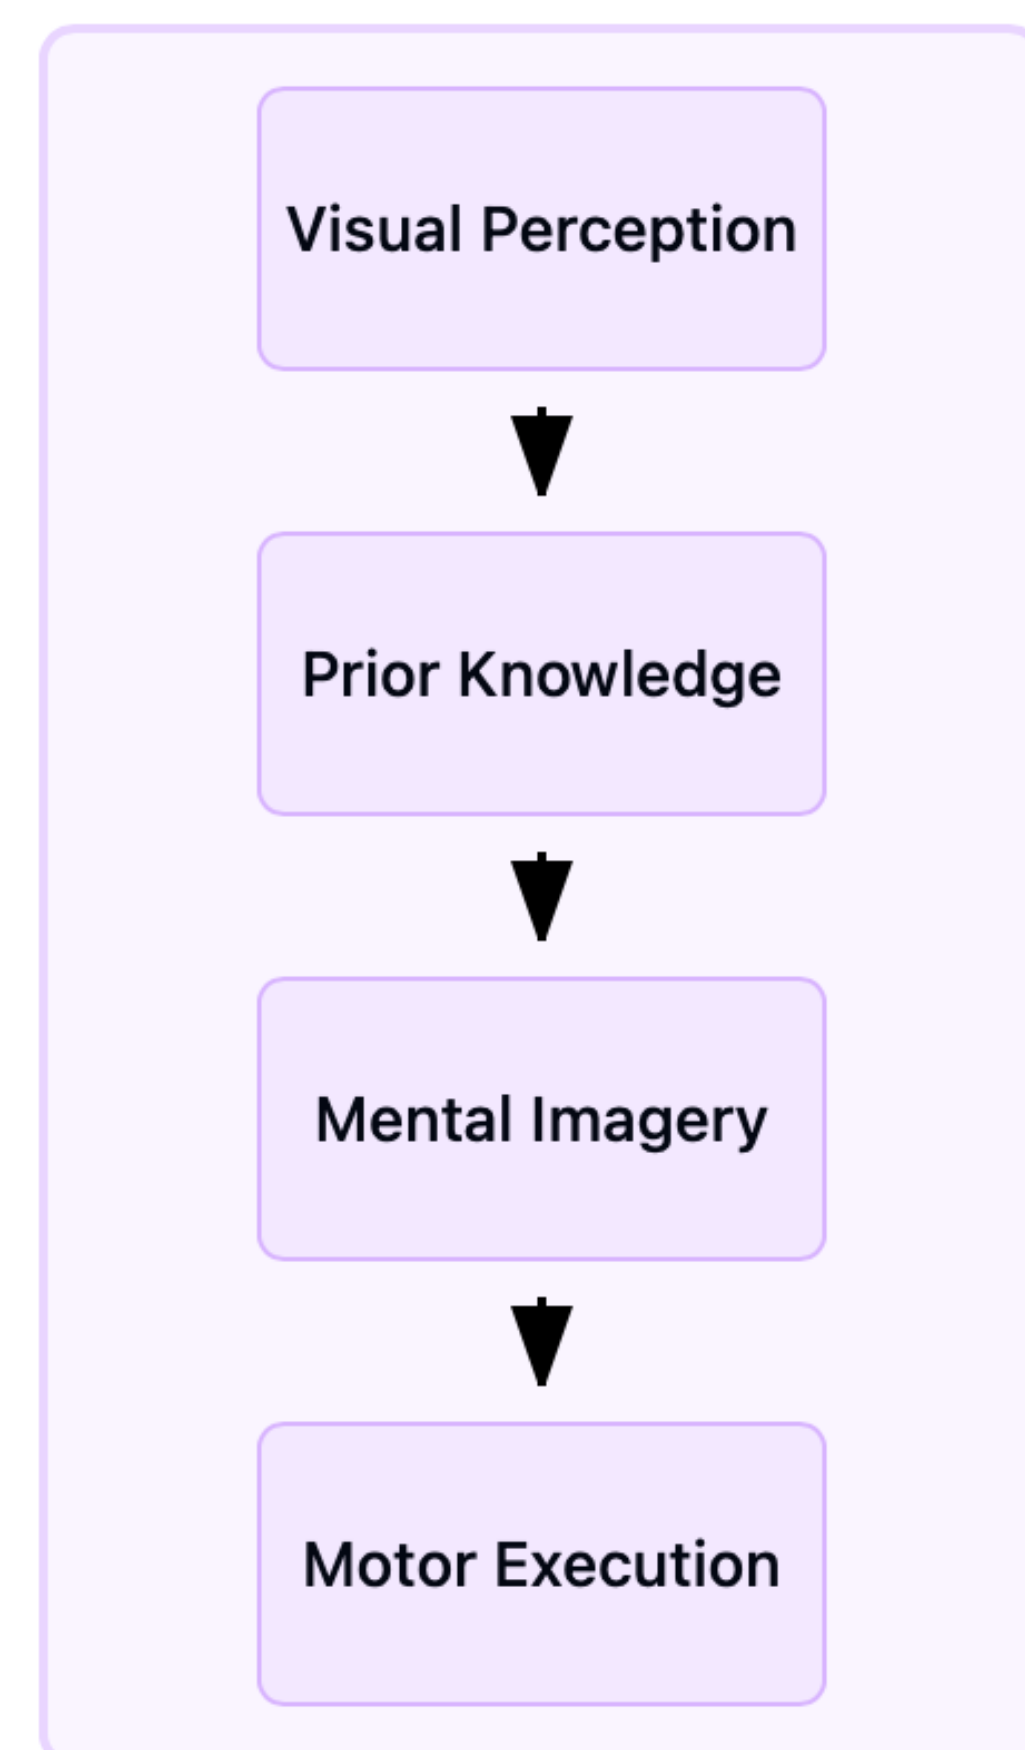 Visual Perception
Prior Knowledge
Mental Imagery
Motor Execution